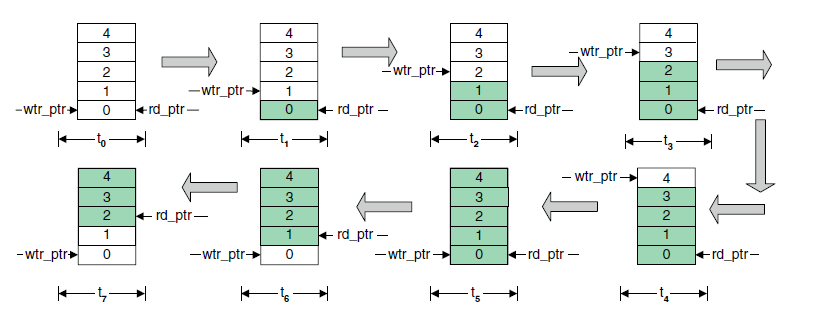 4 4 4 4
3 3 3 wtr_ptr 3
2 2 wtr_ptr 2 2
1 wtr_ptr 1 1 1
wtr_ptr 0 rd_ptr 0 rd_ptr 0 rd_ptr 0 rd_ptr
t0 t1 t2 t3
4 4 4 wtr_ptr 4
3 3 3 3
2 rd_ptr 2 2 2
1 1 rd_ptr 1 1
wtr_ptr 0 wtr_ptr 0 wtr_ptr 0 rd_ptr 0 rd_ptr
t7 t6 t5 t4